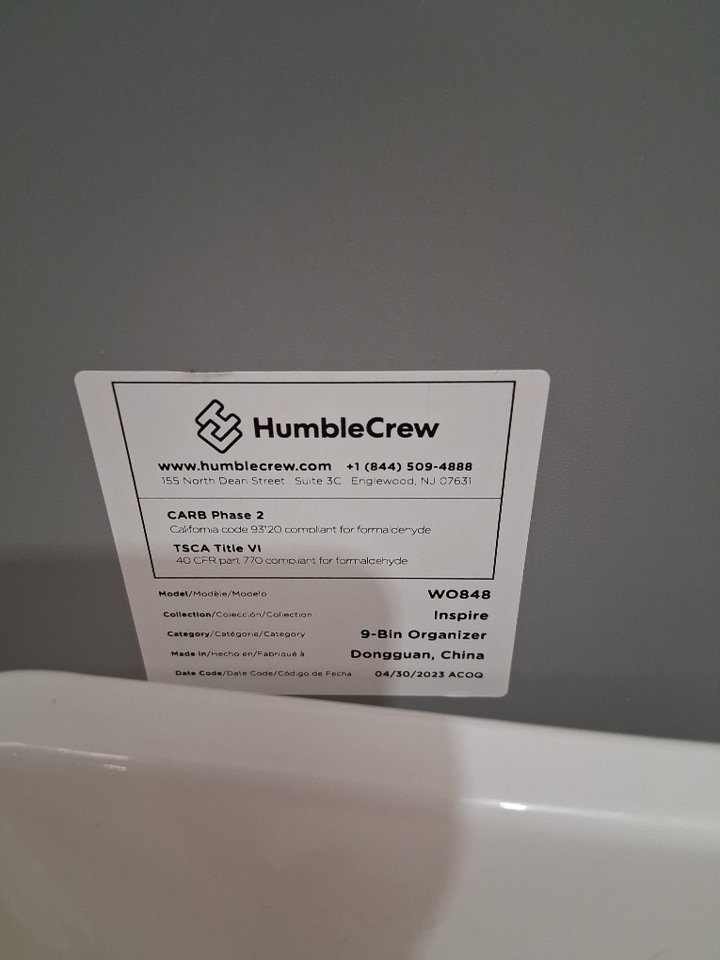 HumbleCrew
www.humblecrew.com +1 (844) 509-4888
155 North Dean Street . Suite 3C . Englewood, NJ 07631
CARB Phase 2
California code 93120 compliant for formaldehyde
TSCA Title VI
40 CFR part 770 compliant for formaldehyde
Model/Modèle/Modelo WO848
Collection/Colección/Collection Inspire
Category/Catégorie/Category 9-Bin Organizer
Made in/Hecho en/Fabriqué à Dongguan, China
Date Code/Date Code/Código de Fecha 04/30/2023 ACOQ